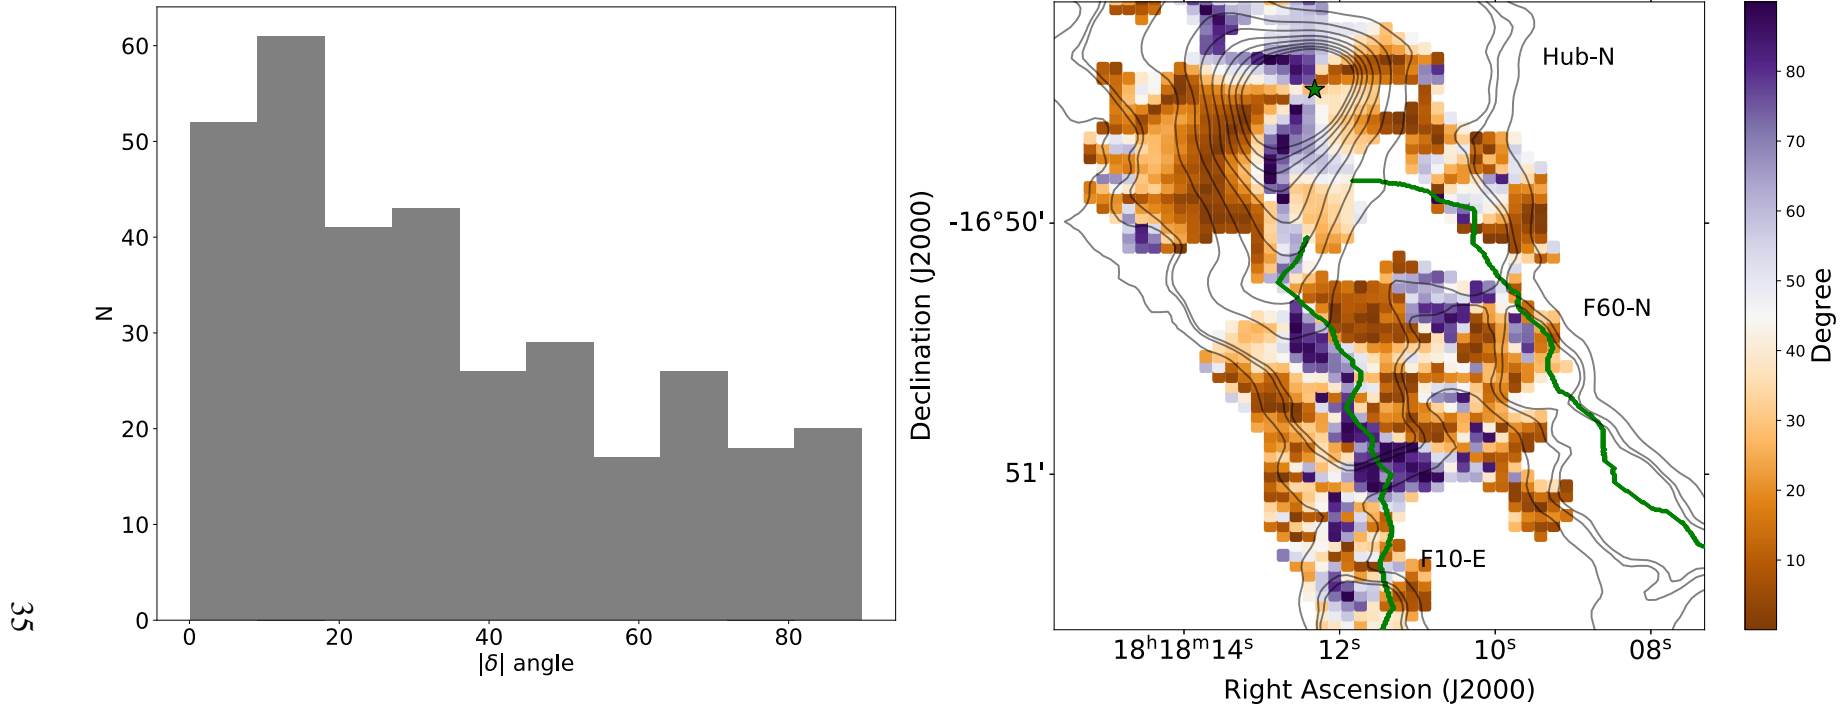 60
50
40
30
20
10
0
N
0 20 40 60 80
|δ| angle
35
Declination (J2000)
-16°50'
51'
Hub-N
F60-N
F10-E
18ʰ18ᵐ14ˢ 12ˢ 10ˢ 08ˢ
Right Ascension (J2000)
80
70
60
50
40
30
20
10
Degree